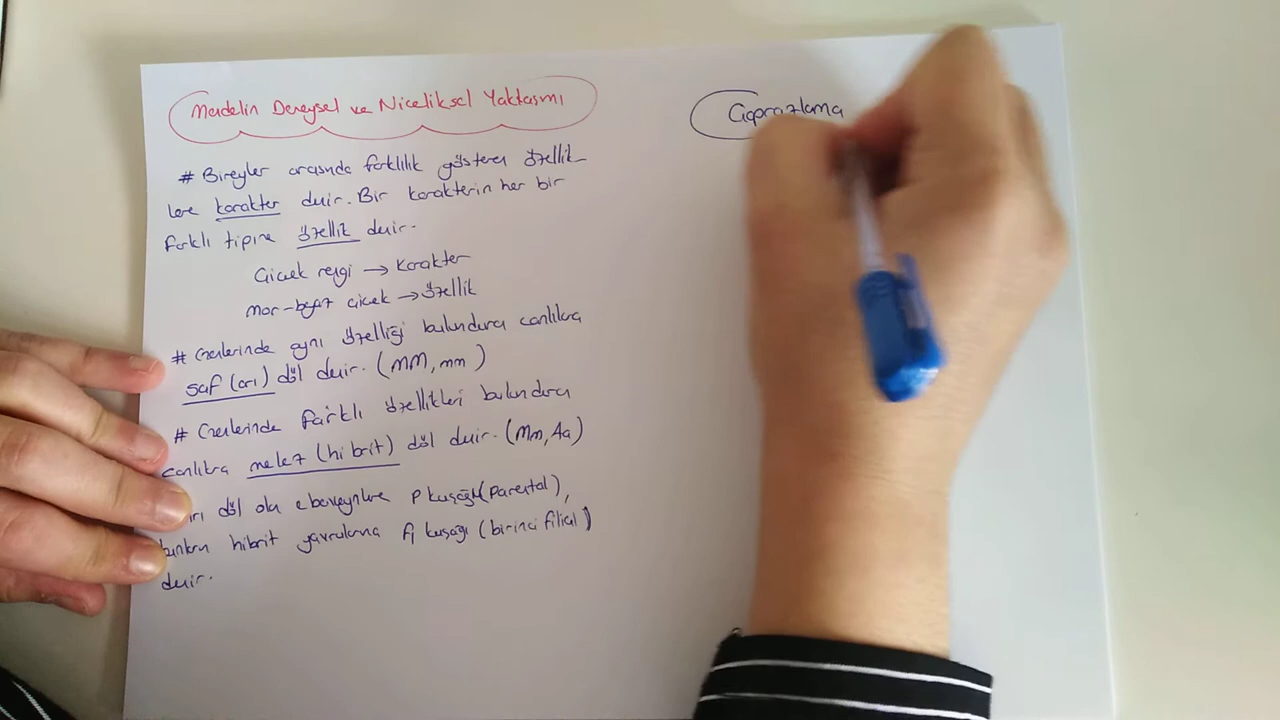 Mendelin Deneysel ve Niceliksel Yaklaşımı
# Bireyler arasında farklılık gösteren özellik-
lere karakter denir. Bir karakterin her bir
farklı tipine özellik denir.
Çiçek rengi → Karakter
mor-beyaz çiçek → özellik
# Genlerinde aynı özelliği bulunduran canlılara
saf (arı) döl denir. (MM, mm)
# Genlerinde farklı özellikleri bulunduran
canlılara melez (hibrit) döl denir. (Mm, Aa)
döl olan ebeveynlere P kuşağı (parental),
bunların hibrit yavrularına F1 kuşağı (birinci filial)
denir.
Çaprazlama